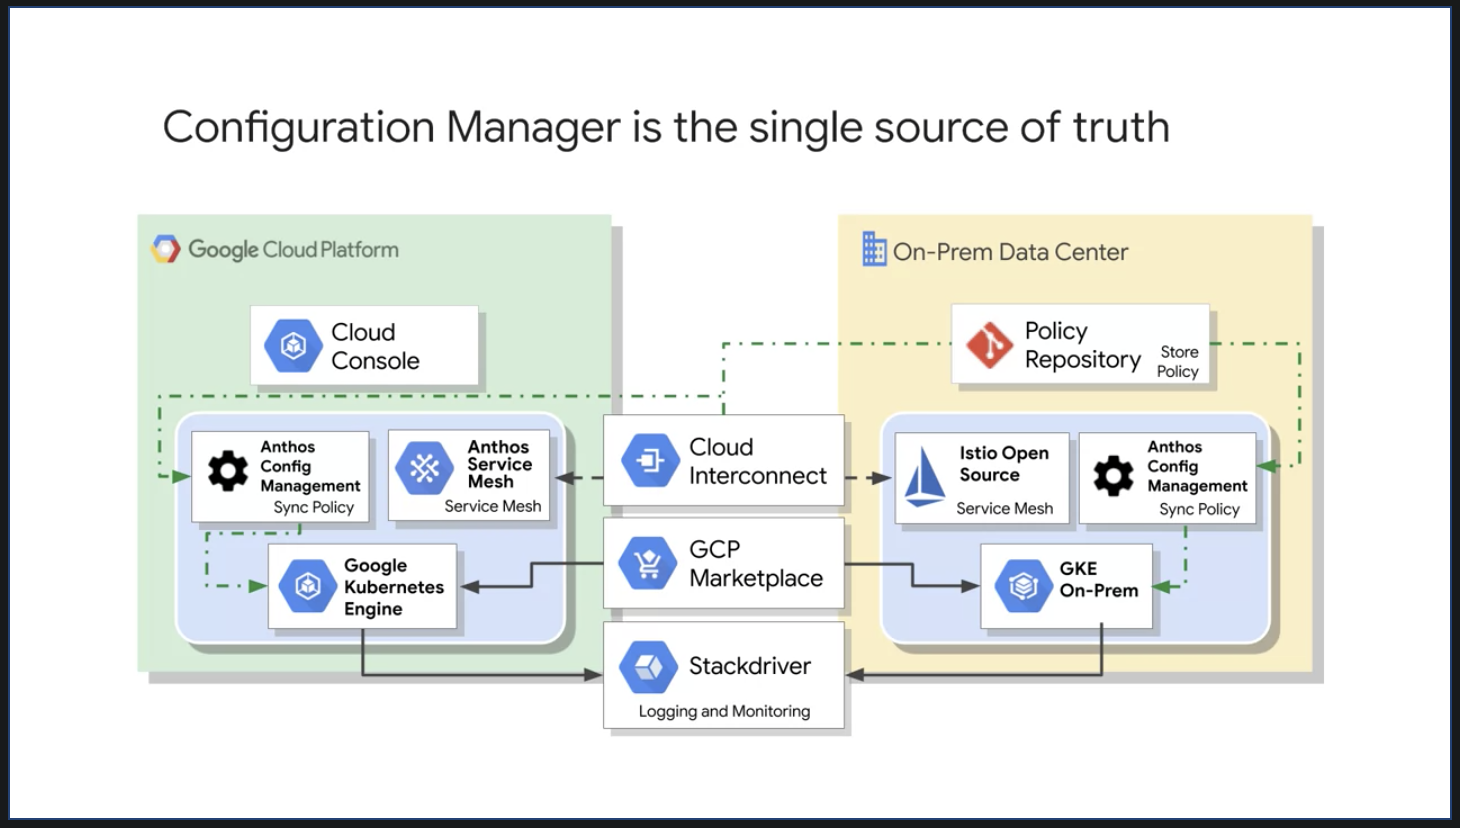 Configuration Manager is the single source of truth
Google Cloud Platform
On-Prem Data Center
Cloud
Console
Policy
Repository
Store
Policy
Anthos
Config
Management
Sync Policy
Anthos
Service
Mesh
Service Mesh
Cloud
Interconnect
Istio Open
Source
Service Mesh
Anthos
Config
Management
Sync Policy
Google
Kubernetes
Engine
GCP
Marketplace
GKE
On-Prem
Stackdriver
Logging and Monitoring